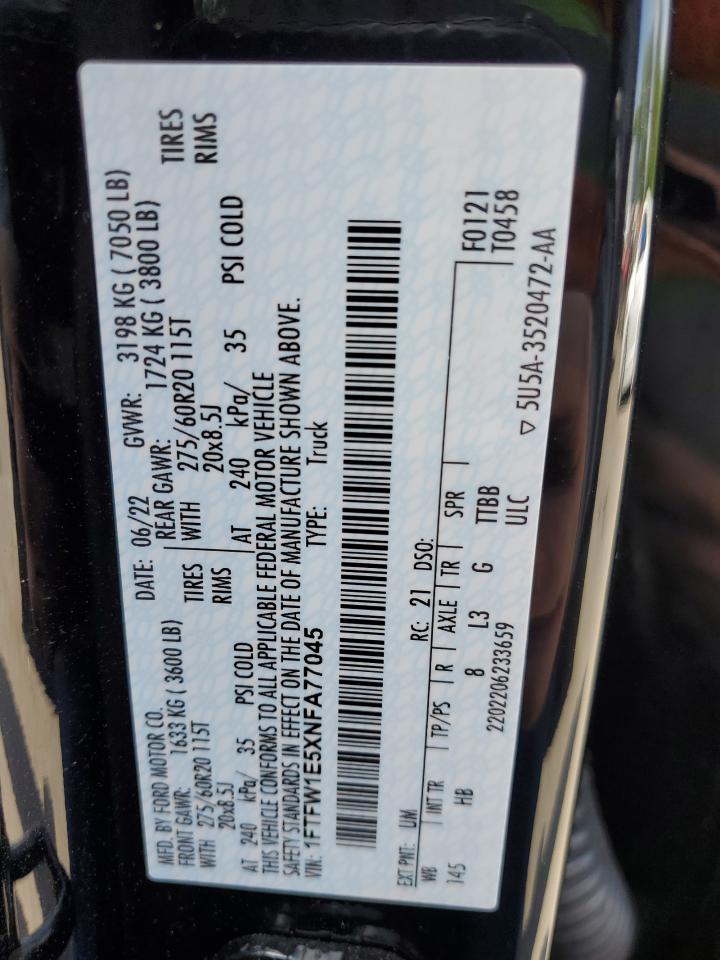 MFD. BY FORD MOTOR CO.
DATE: 06/22 GVWR: 3198 KG ( 7050 LB)
FRONT GAWR: 1633 KG ( 3600 LB) REAR GAWR: 1724 KG ( 3800 LB)
WITH 275/60R20 115T TIRES WITH 275/60R20 115T TIRES
20x8.5J RIMS 20x8.5J RIMS
AT 240 kPa/ 35 PSI COLD AT 240 kPa/ 35 PSI COLD
THIS VEHICLE CONFORMS TO ALL APPLICABLE FEDERAL MOTOR VEHICLE
SAFETY STANDARDS IN EFFECT ON THE DATE OF MANUFACTURE SHOWN ABOVE.
VIN: 1FTFW1E5XNFA77045 TYPE: Truck
EXT PNT: UM RC: 21 DSO:
WB INT TR TP/PS R AXLE TR SPR F0121
145 HB 8 L3 G TTBB T0458
2202206233659 ULC ▽ 5U5A-3520472-AA